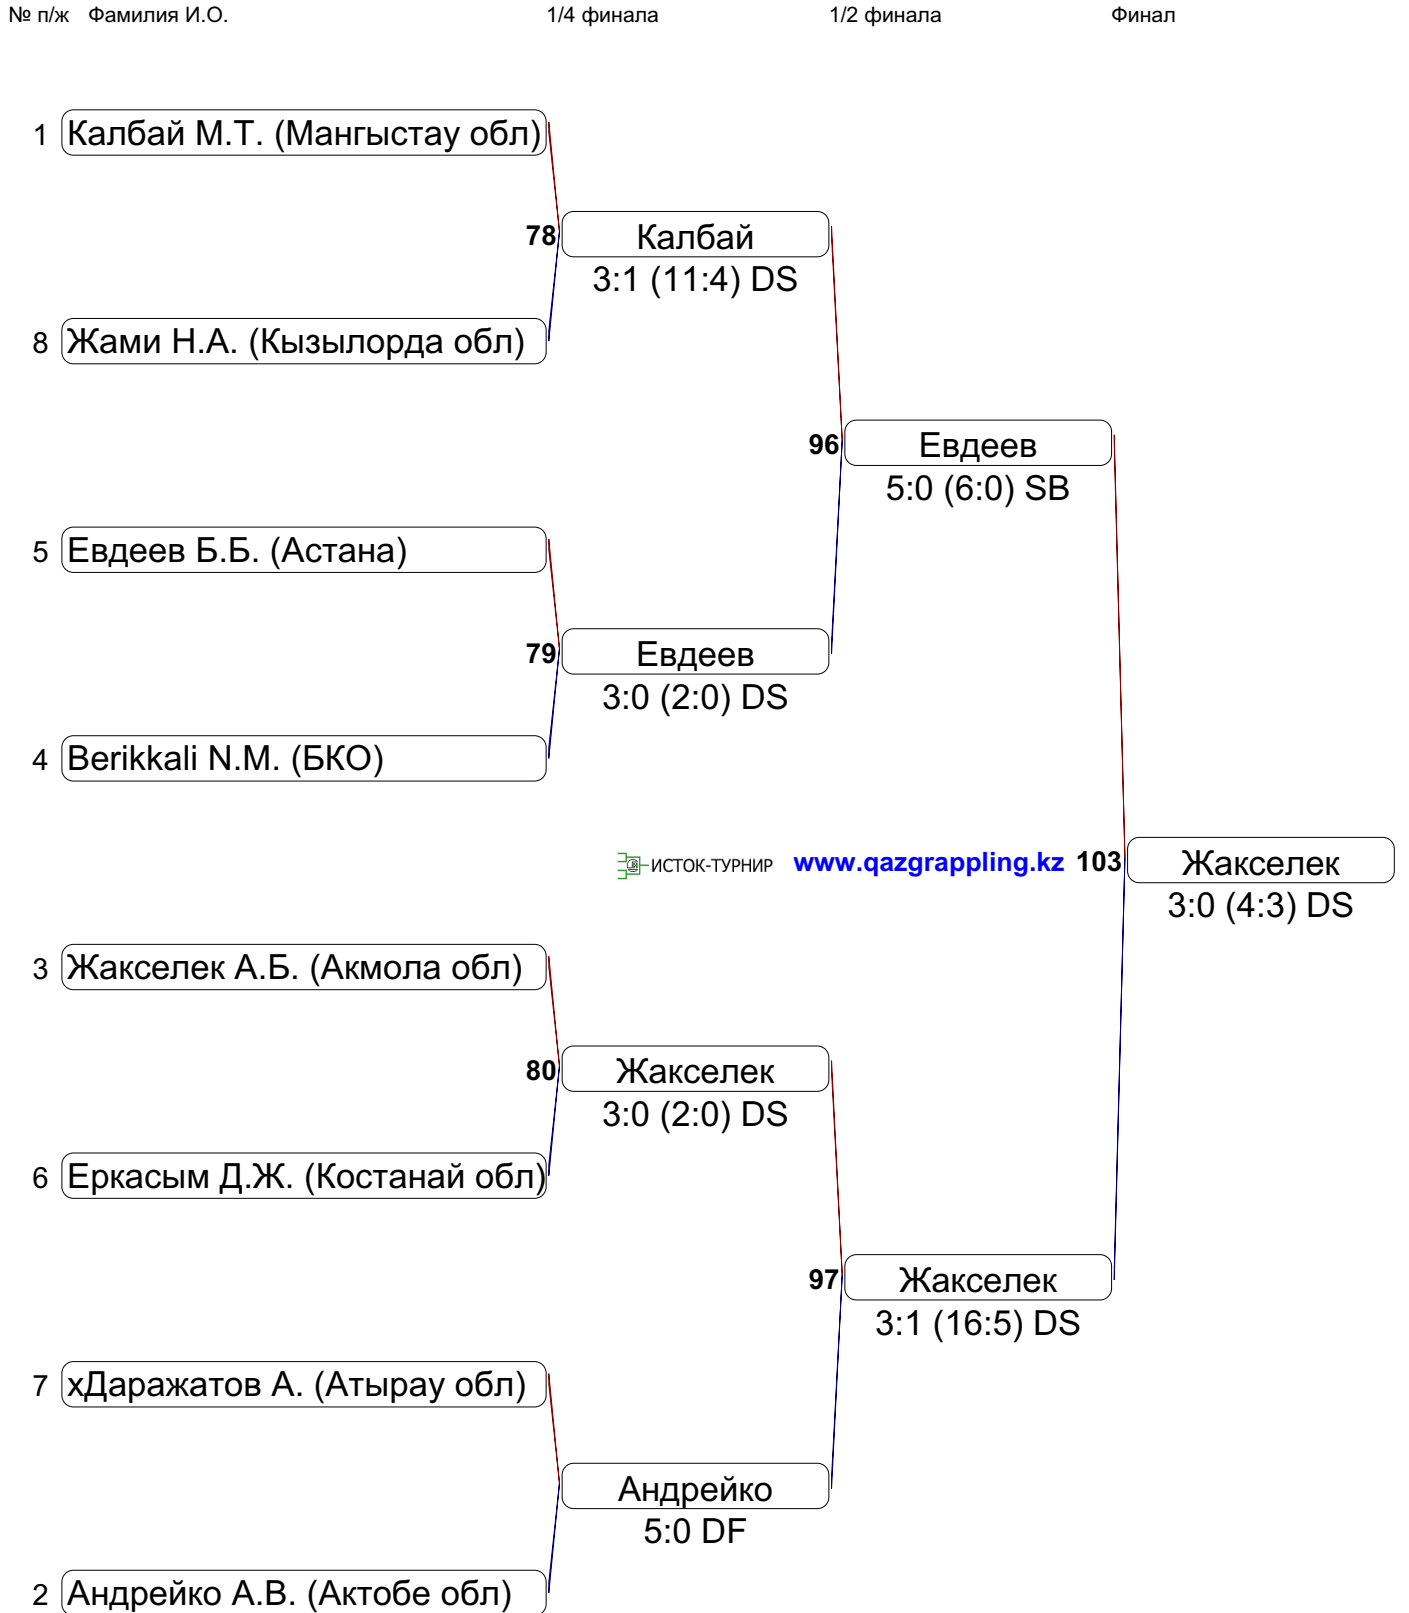 № п/ж Фамилия И.О. 1/4 финала 1/2 финала Финал
1 Калбай М.Т. (Мангыстау обл)
78 Калбай
3:1 (11:4) DS
8 Жами Н.А. (Кызылорда обл)
96 Евдеев
5:0 (6:0) SB
5 Евдеев Б.Б. (Астана)
79 Евдеев
3:0 (2:0) DS
4 Berikkali N.M. (БКО)
ИСТОК-ТУРНИР www.qazgrappling.kz 103 Жакселек
3:0 (4:3) DS
3 Жакселек А.Б. (Акмола обл)
80 Жакселек
3:0 (2:0) DS
6 Еркасым Д.Ж. (Костанай обл)
97 Жакселек
3:1 (16:5) DS
7 хДаражатов А. (Атырау обл)
Андрейко
5:0 DF
2 Андрейко А.В. (Актобе обл)